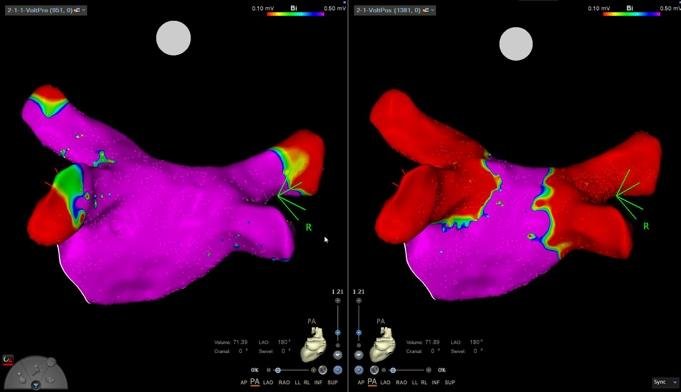 2-1-1-VoltPre (951, 0)
0.10 mV Bi 0.50 mV
2-1-VoltPos (1381, 0)
0.10 mV Bi 0.50 mV
R
R
1.21
1.21
PA
PA
Volume: 71.89 LAO: 180 °
Cranial: 0 ° Swivel: 0 °
Volume: 71.89 LAO: 180 °
Cranial: 0 ° Swivel: 0 °
0%
0%
AP PA LAO RAO LL RL INF SUP
AP PA LAO RAO LL RL INF SUP
Sync